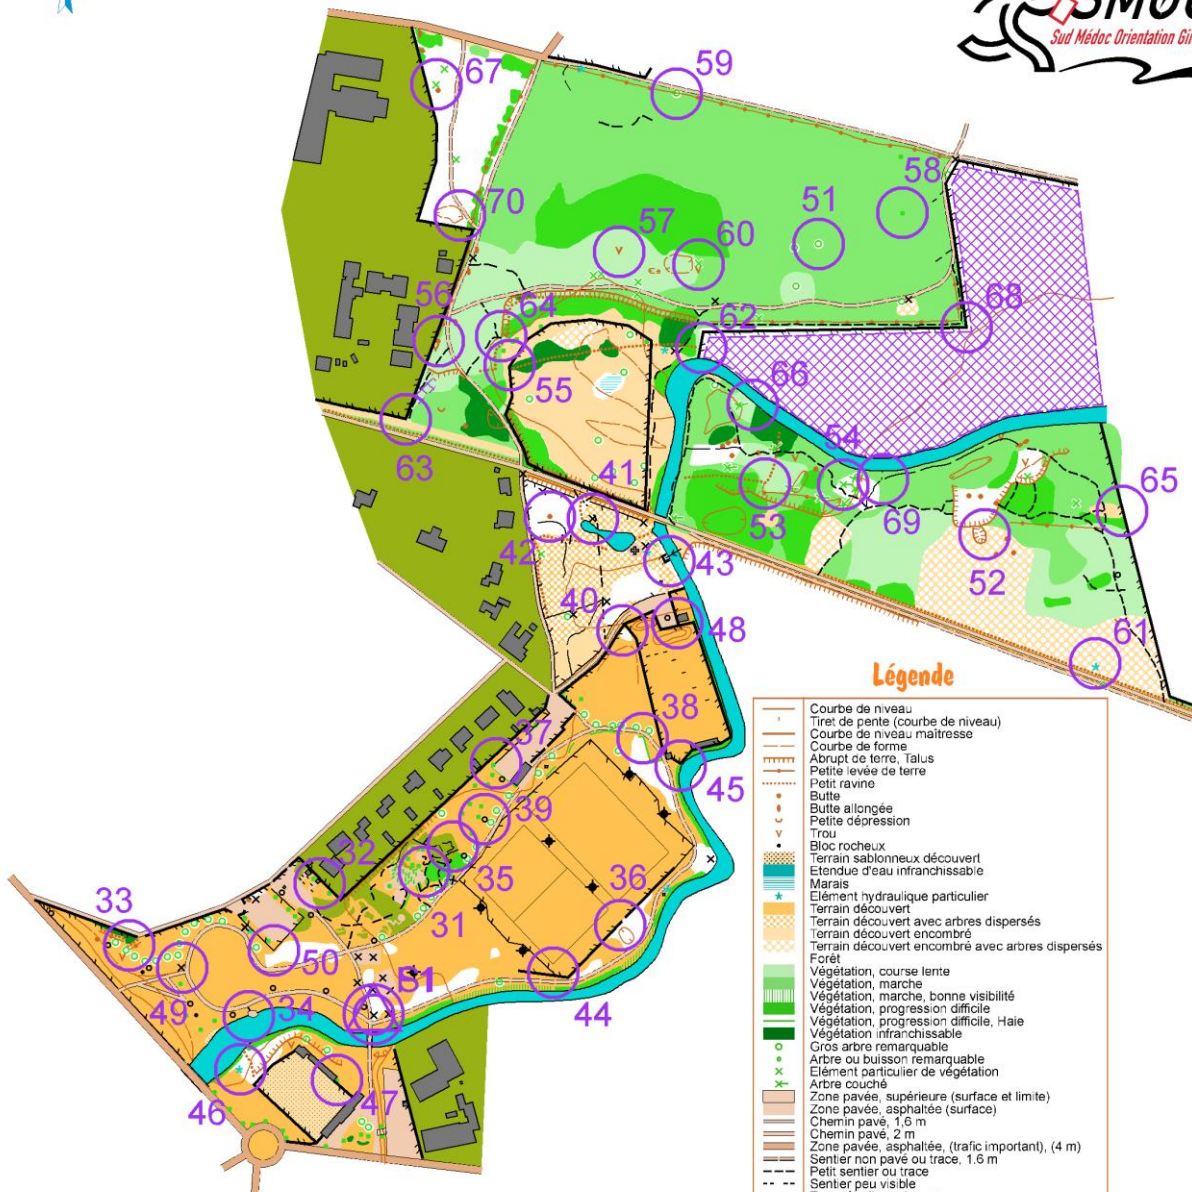 Sud Médoc Orientation
67
59
58
51
70
57
60
56
64
62
68
55
66
63
41
54
65
42
53
69
52
43
40
48
61
38
37
45
39
32
35
36
33
31
50
49
34
S1
44
46
47
Légende
Courbe de niveau
Tiret de pente (courbe de niveau)
Courbe de niveau maîtresse
Courbe de forme
Abrupt de terre, Talus
Petite levée de terre
Petit ravine
Butte
Butte allongée
Petite dépression
Trou
Bloc rocheux
Terrain sablonneux découvert
Etendue d'eau infranchissable
Marais
Elément hydraulique particulier
Terrain découvert
Terrain découvert avec arbres dispersés
Terrain découvert encombré
Terrain découvert encombré avec arbres dispersés
Forêt
Végétation, course lente
Végétation, marche
Végétation, marche, bonne visibilité
Végétation, progression difficile
Végétation, progression difficile, Haie
Végétation infranchissable
Gros arbre remarquable
Arbre ou buisson remarquable
Elément particulier de végétation
Arbre couché
Zone pavée, supérieure (surface et limite)
Zone pavée, asphaltée (surface)
Chemin pavé, 1,6 m
Chemin pavé, 2 m
Zone pavée, asphaltée, (trafic important), (4 m)
Sentier non pavé ou trace, 1.6 m
Petit sentier ou trace
Sentier peu visible